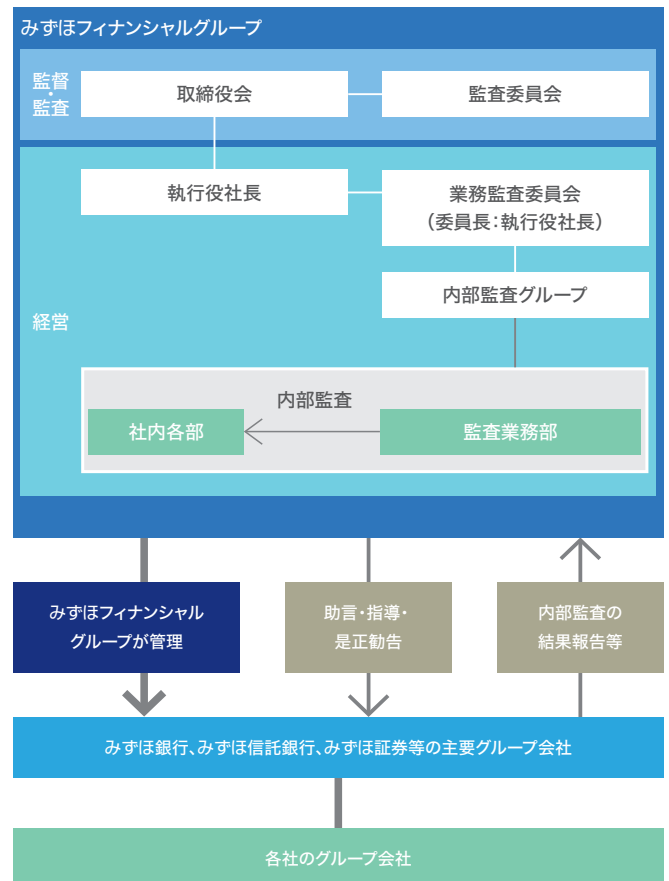 みずほフィナンシャルグループ
監督・監査
取締役会
監査委員会
経営
執行役社長
業務監査委員会
（委員長：執行役社長）
内部監査グループ
内部監査
社内各部
監査業務部
みずほフィナンシャル
グループが管理
助言・指導・
是正勧告
内部監査の
結果報告等
みずほ銀行、みずほ信託銀行、みずほ証券等の主要グループ会社
各社のグループ会社